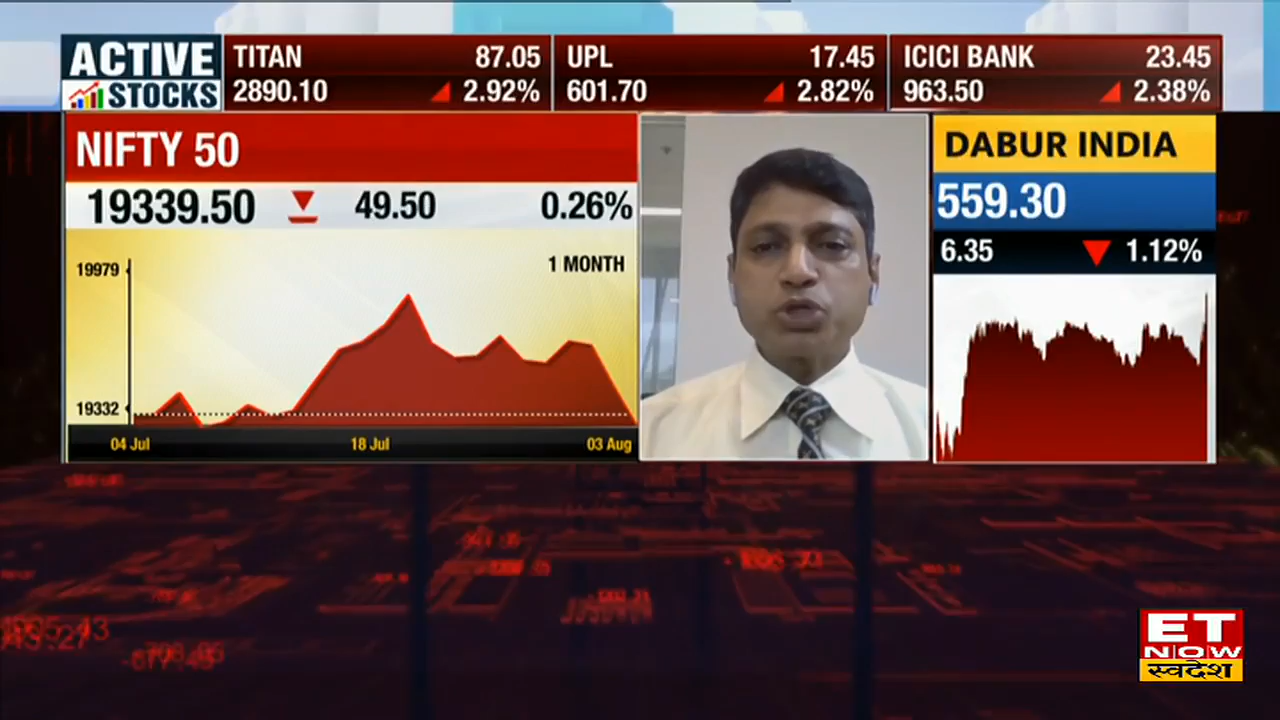 ACTIVE
STOCKS
TITAN 87.05
2890.10 2.92%
UPL 17.45
601.70 2.82%
ICICI BANK 23.45
963.50 2.38%
NIFTY 50
19339.50 49.50 0.26%
1 MONTH
19979
19332
04 Jul 18 Jul 03 Aug
DABUR INDIA
559.30
6.35 1.12%
ET
NOW
स्वदेश